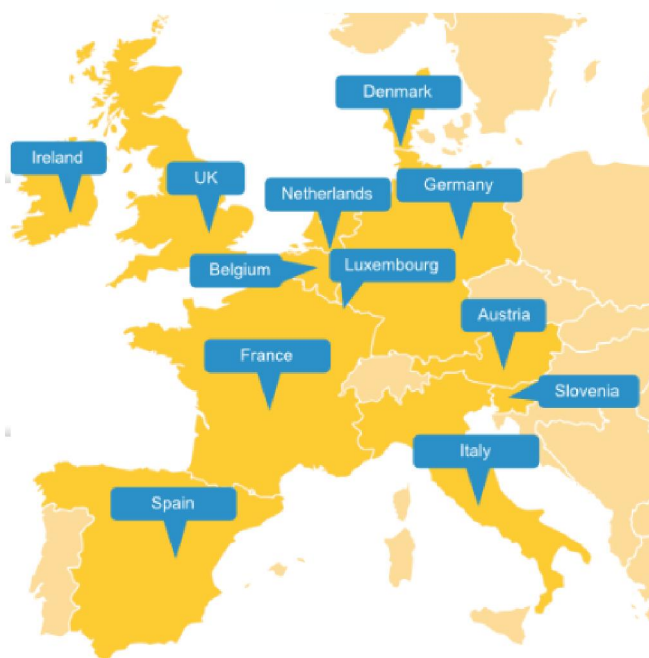 Denmark
Ireland
UK
Netherlands
Germany
Belgium
Luxembourg
Austria
France
Slovenia
Italy
Spain